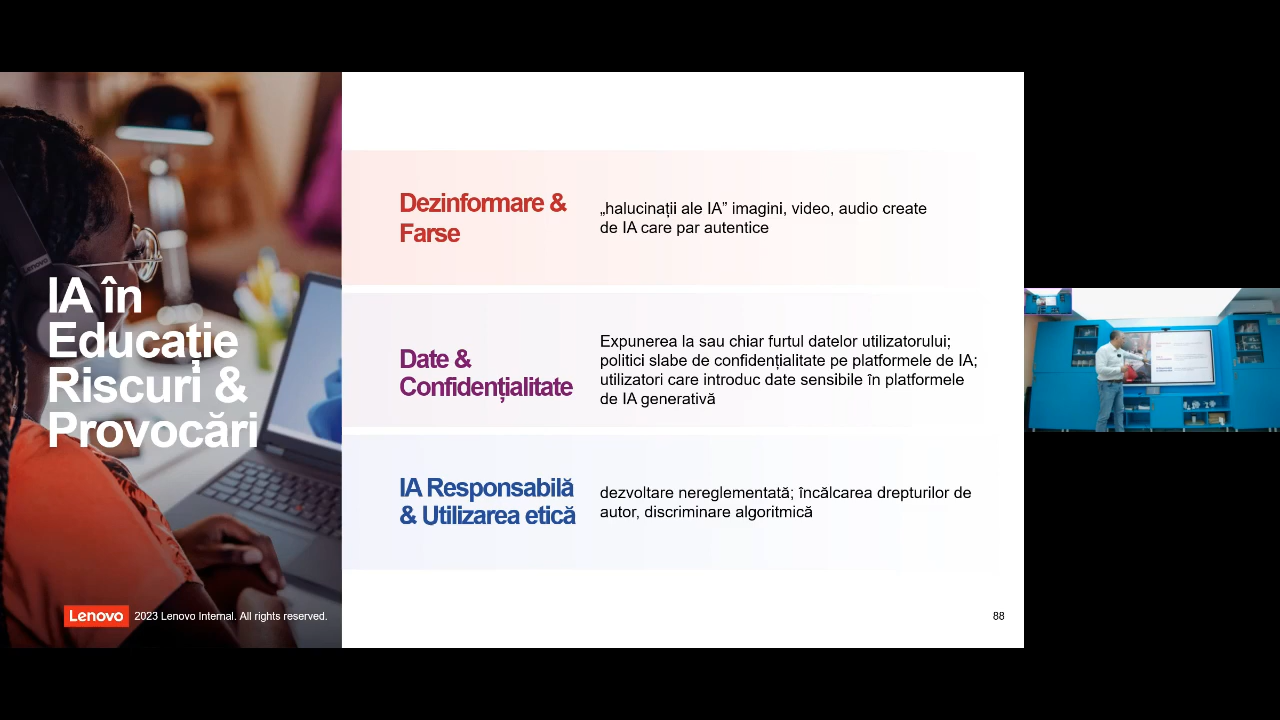 IA în
Educație
Riscuri &
Provocări
Dezinformare &
Farse
„halucinații ale IA” imagini, video, audio create
de IA care par autentice
Date &
Confidențialitate
Expunerea la sau chiar furtul datelor utilizatorului;
politici slabe de confidențialitate pe platformele de IA;
utilizatori care introduc date sensibile în platformele
de IA generativă
IA Responsabilă
& Utilizarea etică
dezvoltare nereglementată; încălcarea drepturilor de
autor, discriminare algoritmică
Lenovo
Lenovo 2023 Lenovo Internal. All rights reserved.
88